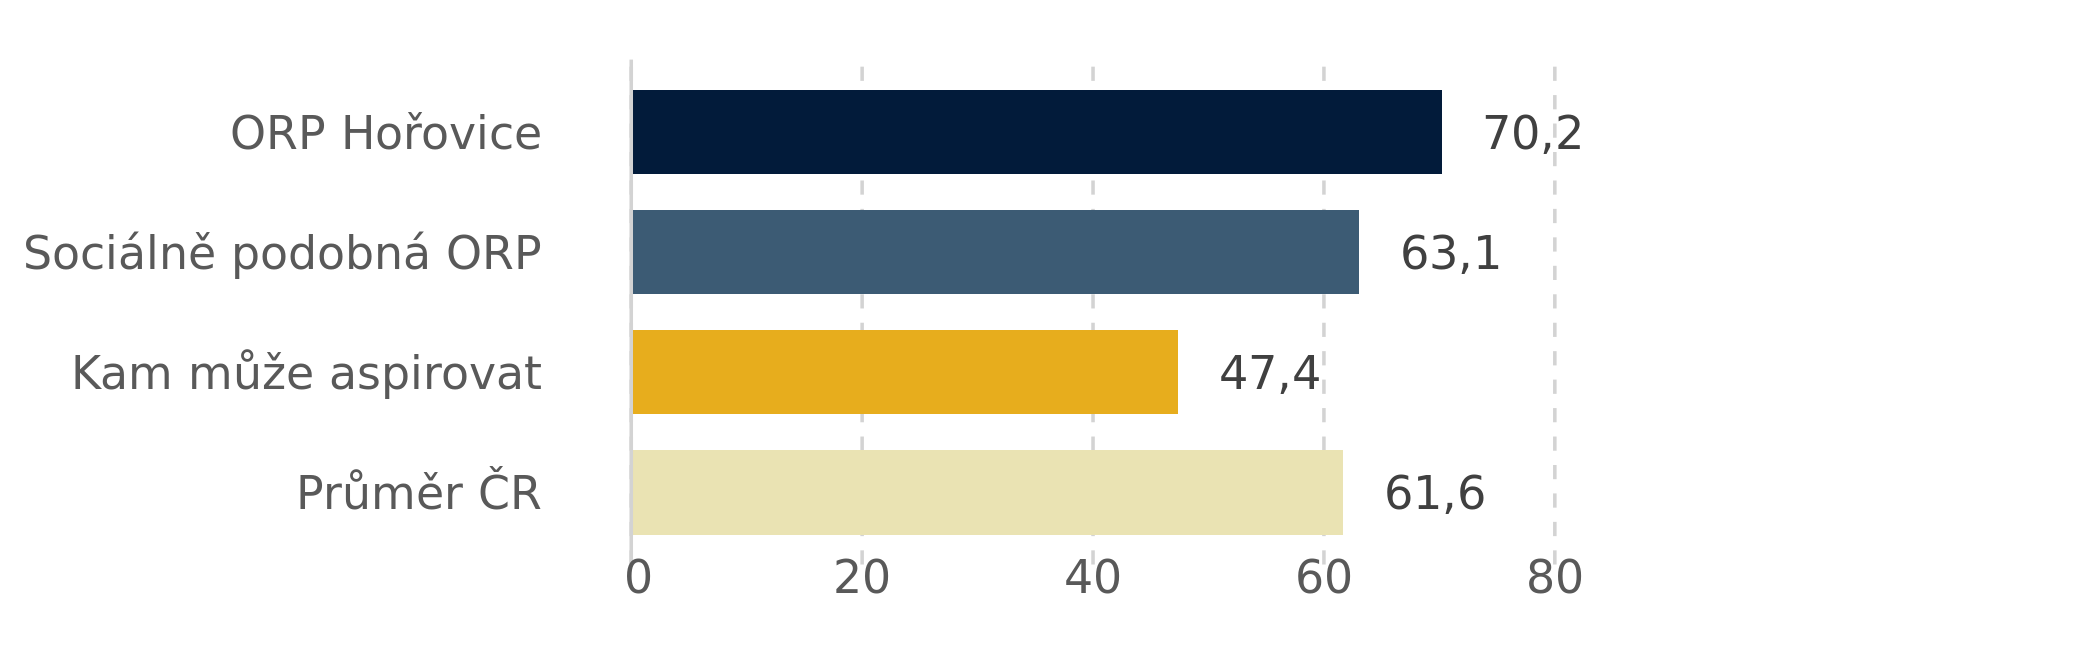 ORP Hořovice 70,2
Sociálně podobná ORP 63,1
Kam může aspirovat 47,4
Průměr ČR 61,6
0 20 40 60 80